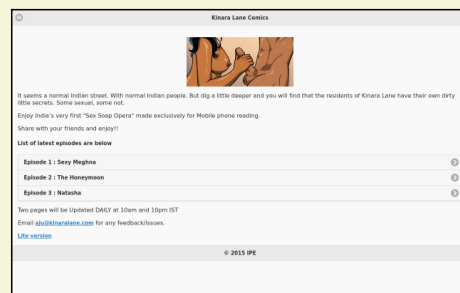 Kinara Lane Comics
It seems a normal Indian street. With normal Indian people. But dig a little deeper and you will find that the residents of Kinara Lane have their own dirty
little secrets. Some sexual, some not.
Enjoy India's very first "Sex Soap Opera" made exclusively for Mobile phone reading.
Share with your friends and enjoy!!
List of latest episodes are below
Episode 1 : Sexy Meghna
Episode 2 : The Honeymoon
Episode 3 : Natasha
Two pages will be Updated DAILY at 10am and 10pm IST
Email aju@kinaralane.com for any feedback/issues.
Lite version
© 2015 IPE